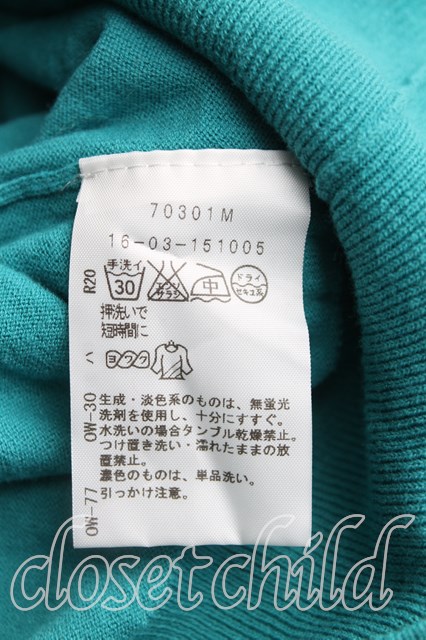 70301M
16-03-151005
手洗イ
30
エンソ
サラシ
中
ドライ
セキユ系
押洗いで
短時間に
ヨワク
生成・淡色系のものは、無蛍光
洗剤を使用し、十分にすすぐ。
水洗いの場合タンブル乾燥禁止。
つけ置き洗い・濡れたままの放
置禁止。
濃色のものは、単品洗い。
引っかけ注意。
R20
OW-30
OW-77
closetchild